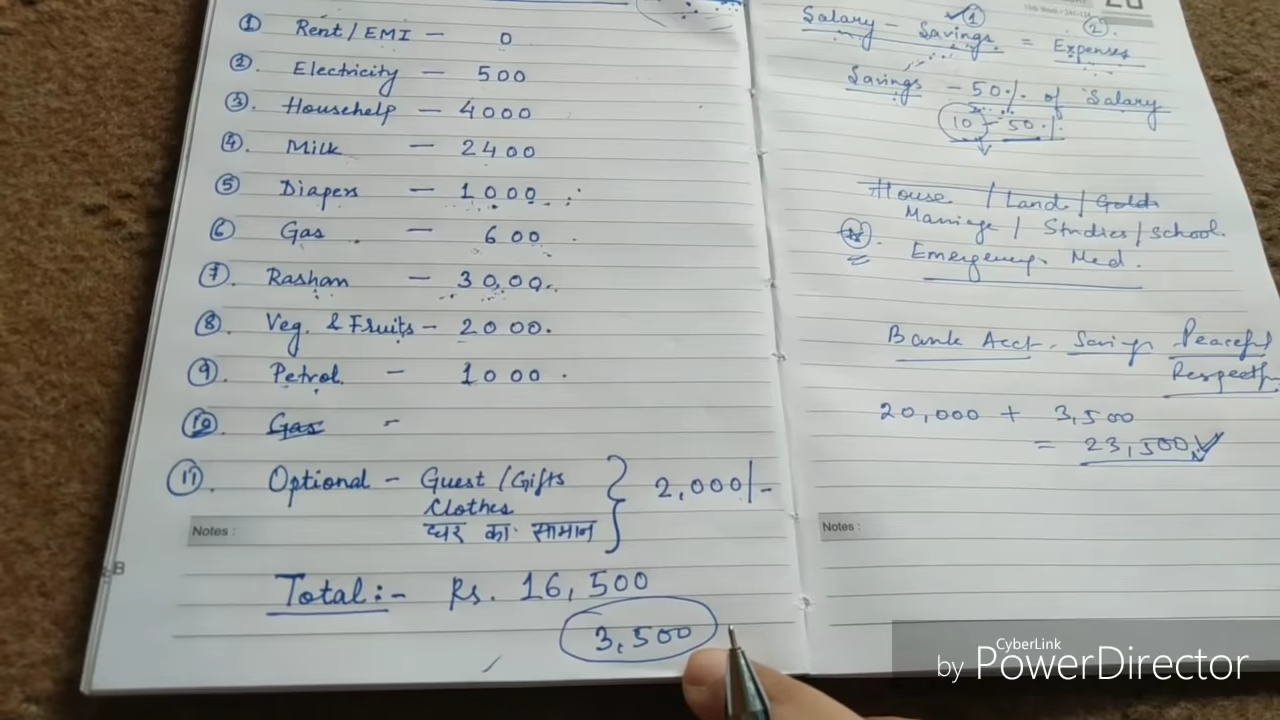 ① Rent / EMI — 0
②. Electricity — 500
③. Househelp — 4000
④. Milk — 2400
⑤ Diapers — 1000
⑥ Gas — 600
⑦. Rashan — 3000
⑧. Veg. & Fruits — 2000.
⑨. Petrol — 1000
⑩. Gas -
⑪. Optional — Guest / Gifts
Clothes
घर का सामान } 2,000/-
Notes :
Total:- Rs. 16,500
3,500
① ②
Salary — Savings = Expenses
Savings — 50% of Salary
10 - 50%
House / Land / Gold
Marriage / Studies / School.
Emergency. Med.
Bank Acct. Savings Peaceful
20,000 + 3,500
= 23,500
Notes :
CyberLink
by PowerDirector